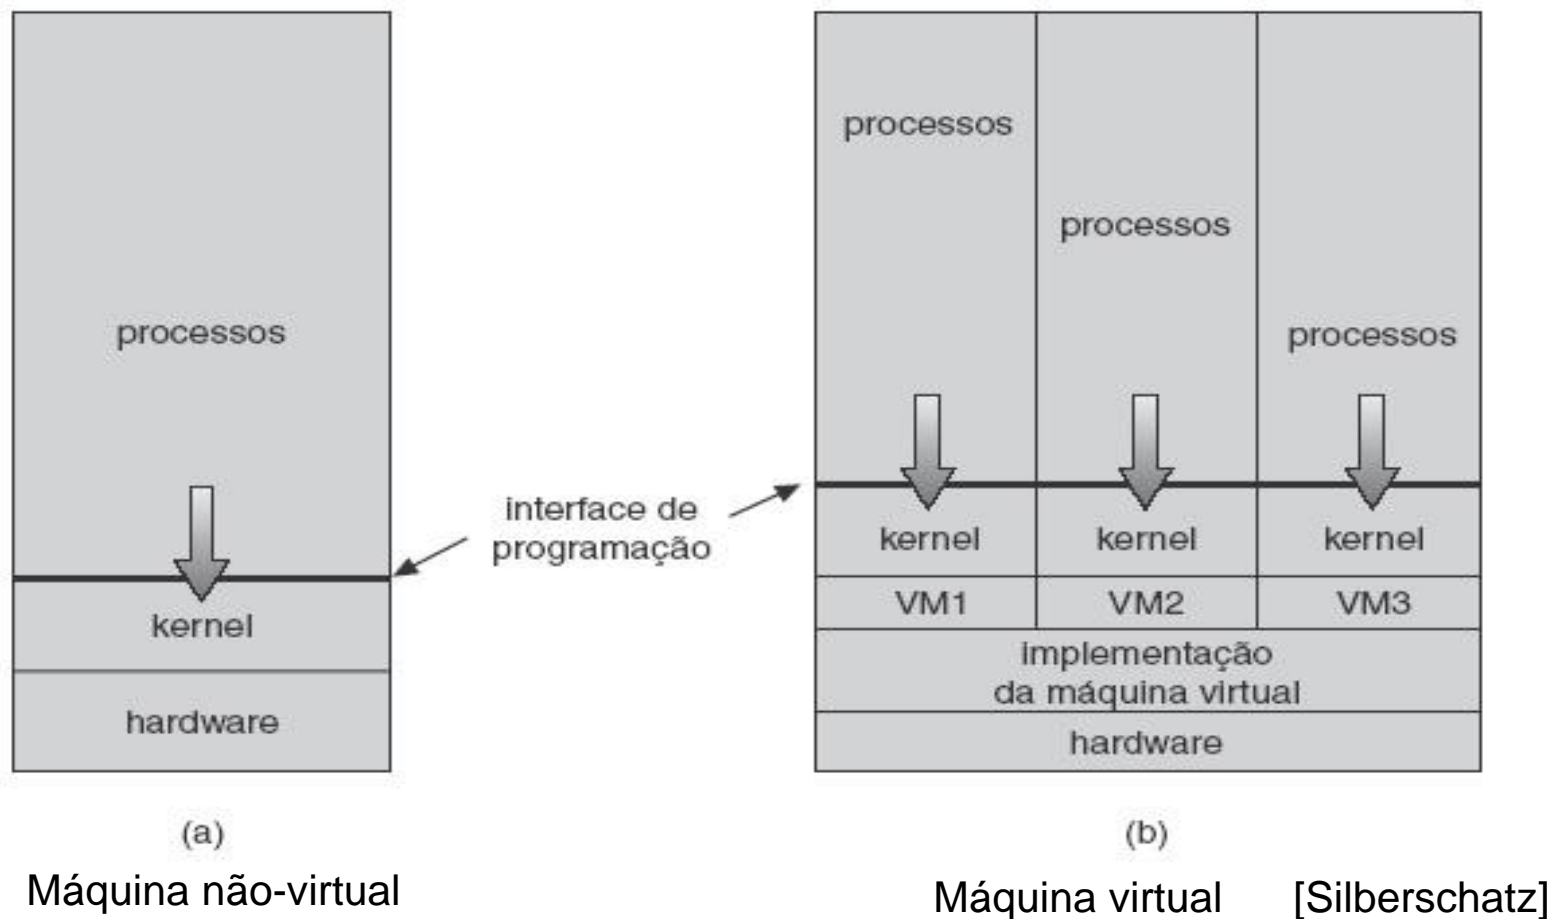 processos
kernel
hardware
(a)
Máquina não-virtual
interface de
programação
processos
processos
processos
kernel
kernel
kernel
VM1
VM2
VM3
implementação
da máquina virtual
hardware
(b)
Máquina virtual
[Silberschatz]